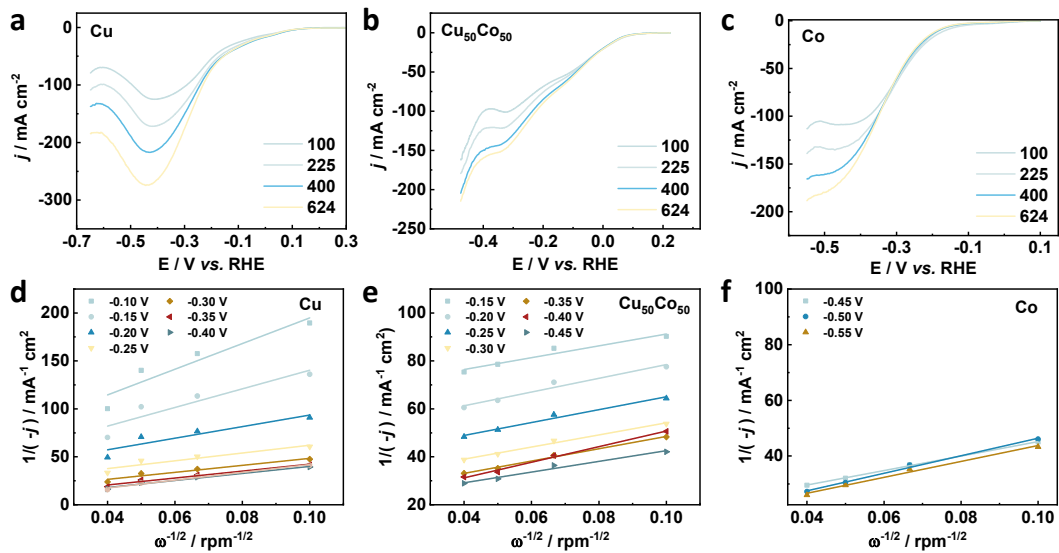 a
Cu
0
-100
-200
-300
j / mA cm⁻²
100
225
400
624
-0.7
-0.5
-0.3
-0.1
0.1
0.3
E / V vs. RHE
b
Cu₅₀Co₅₀
0
-50
-100
-150
-200
-250
j / mA cm⁻²
100
225
400
624
-0.6
-0.4
-0.2
0.0
0.2
E / V vs. RHE
c
Co
0
-50
-100
-150
-200
j / mA cm⁻²
100
225
400
624
-0.5
-0.3
-0.1
0.1
E / V vs. RHE
d
Cu
-0.10 V
-0.15 V
-0.20 V
-0.25 V
-0.30 V
-0.35 V
-0.40 V
200
150
100
50
0
1/(-j) / mA⁻¹ cm²
0.04
0.06
0.08
0.10
ω⁻¹/² / rpm⁻¹/²
e
Cu₅₀Co₅₀
-0.15 V
-0.20 V
-0.25 V
-0.30 V
-0.35 V
-0.40 V
-0.45 V
100
80
60
40
20
1/(-j) / mA⁻¹ cm²
0.04
0.06
0.08
0.10
ω⁻¹/² / rpm⁻¹/²
f
Co
-0.45 V
-0.50 V
-0.55 V
100
80
60
40
1/(-j) / mA⁻¹ cm²
0.04
0.06
0.08
0.10
ω⁻¹/² / rpm⁻¹/²